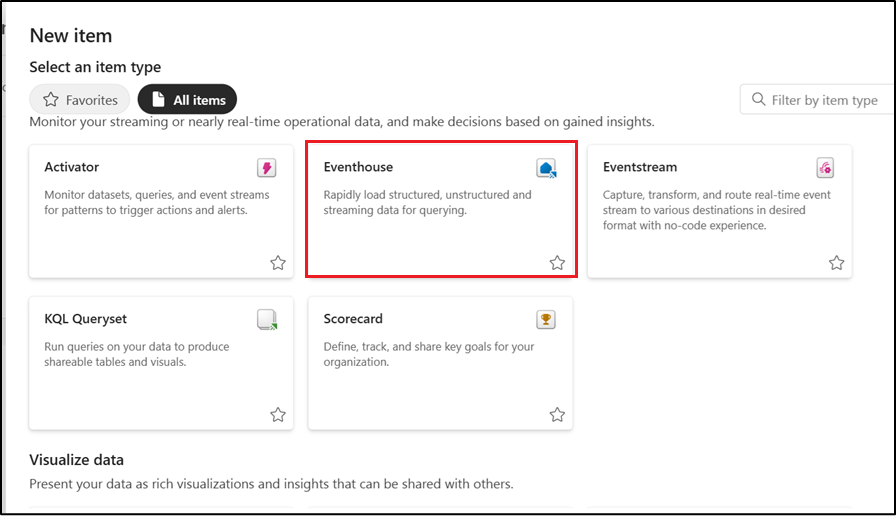 New item
Select an item type
Favorites
All items
Filter by item type
Monitor your streaming or nearly real-time operational data, and make decisions based on gained insights.
Activator
Monitor datasets, queries, and event streams
for patterns to trigger actions and alerts.
Eventhouse
Rapidly load structured, unstructured and
streaming data for querying.
Eventstream
Capture, transform, and route real-time event
stream to various destinations in desired
format with no-code experience.
KQL Queryset
Run queries on your data to produce
shareable tables and visuals.
Scorecard
Define, track, and share key goals for your
organization.
Visualize data
Present your data as rich visualizations and insights that can be shared with others.